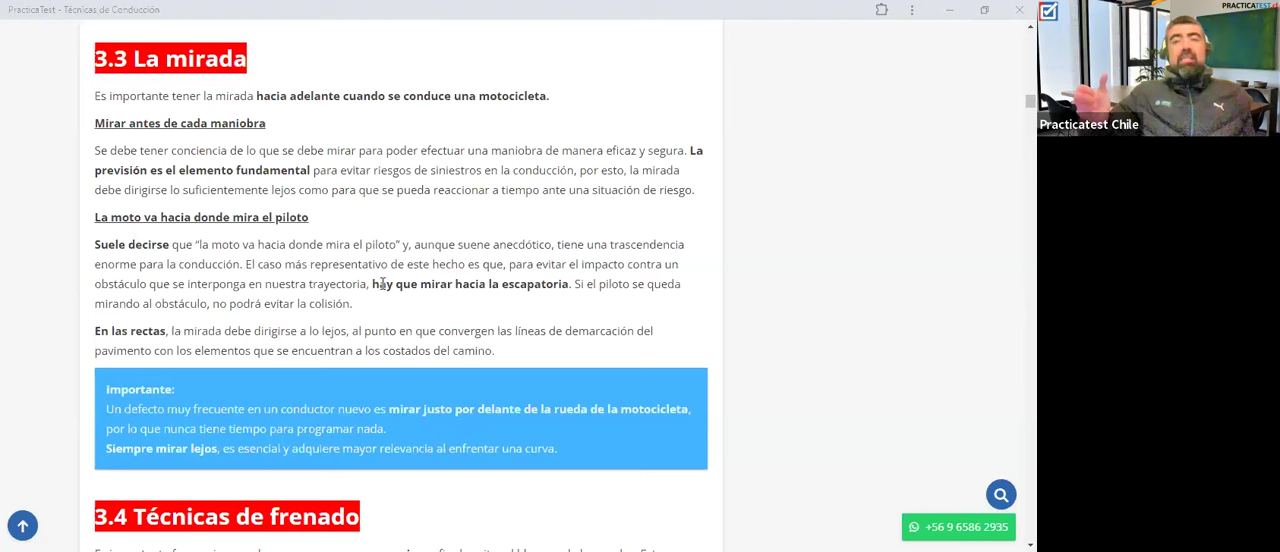 PracticaTest - Técnicas de Conducción
PRACTICATEST.cl
3.3 La mirada
Es importante tener la mirada hacia adelante cuando se conduce una motocicleta.
Practicatest Chile
Mirar antes de cada maniobra
Se debe tener conciencia de lo que se debe mirar para poder efectuar una maniobra de manera eficaz y segura. La
previsión es el elemento fundamental para evitar riesgos de siniestros en la conducción, por esto, la mirada
debe dirigirse lo suficientemente lejos como para que se pueda reaccionar a tiempo ante una situación de riesgo.
La moto va hacia donde mira el piloto
Suele decirse que “la moto va hacia donde mira el piloto” y, aunque suene anecdótico, tiene una trascendencia
enorme para la conducción. El caso más representativo de este hecho es que, para evitar el impacto contra un
obstáculo que se interponga en nuestra trayectoria, hay que mirar hacia la escapatoria. Si el piloto se queda
mirando al obstáculo, no podrá evitar la colisión.
En las rectas, la mirada debe dirigirse a lo lejos, al punto en que convergen las líneas de demarcación del
pavimento con los elementos que se encuentran a los costados del camino.
Importante:
Un defecto muy frecuente en un conductor nuevo es mirar justo por delante de la rueda de la motocicleta,
por lo que nunca tiene tiempo para programar nada.
Siempre mirar lejos, es esencial y adquiere mayor relevancia al enfrentar una curva.
3.4 Técnicas de frenado
+56 9 6586 2935